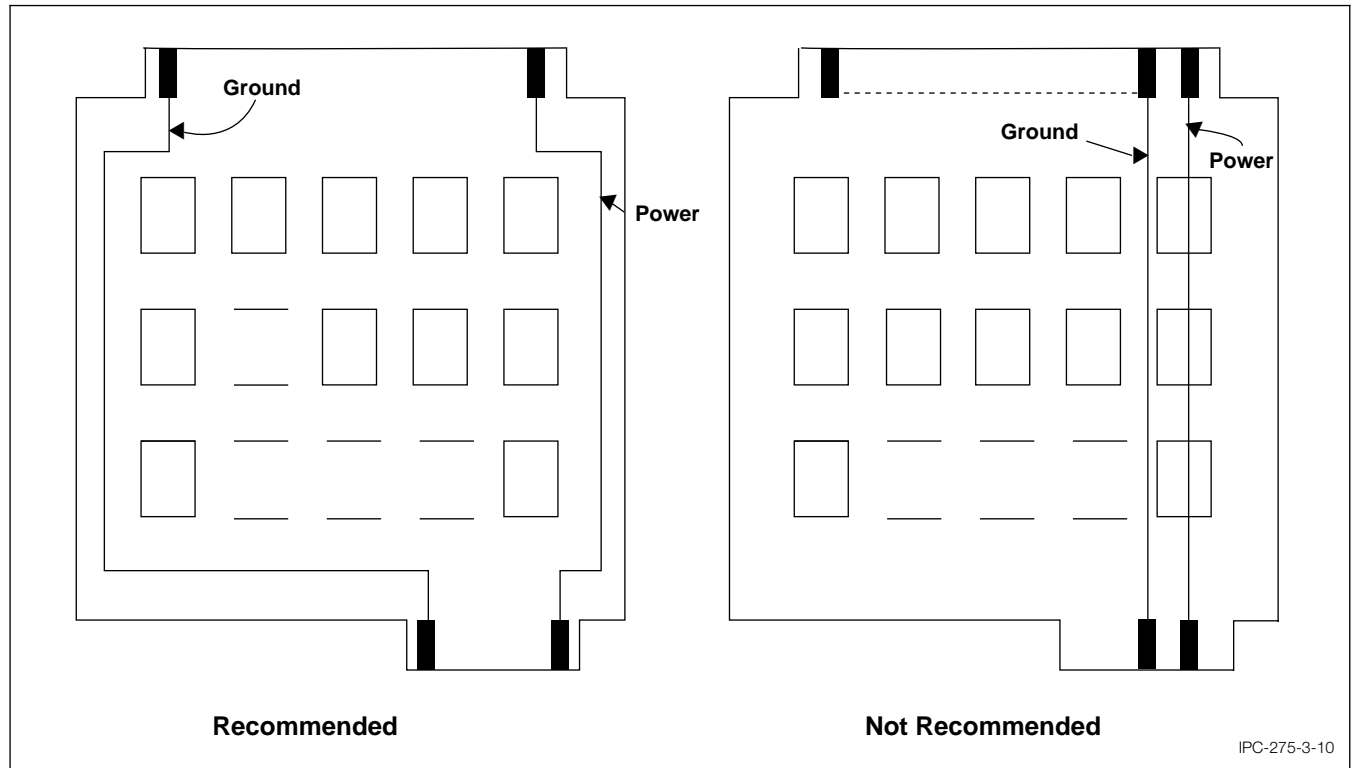 Ground
Power
Recommended
Ground
Power
Not Recommended
IPC-275-3-10